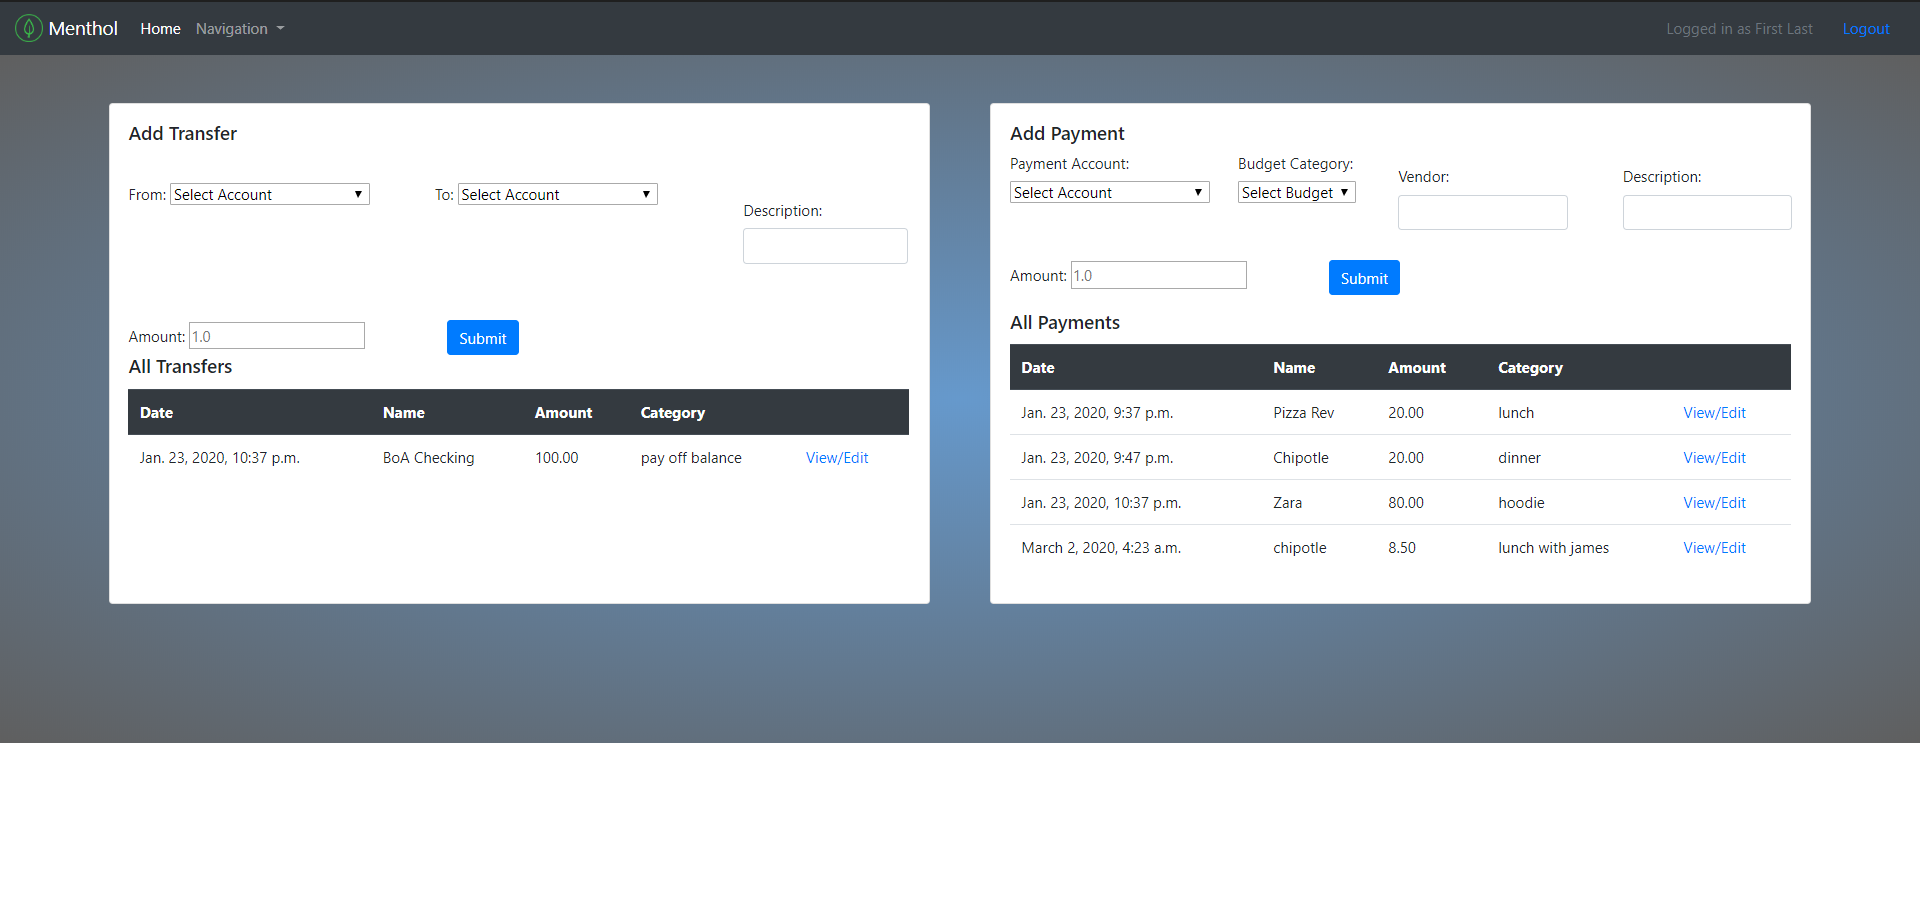 Menthol Home Navigation Logged in as First Last Logout
Add Transfer
From: Select Account To: Select Account
Description:
Amount: 1.0 Submit
All Transfers
Date Name Amount Category
Jan. 23, 2020, 10:37 p.m. BoA Checking 100.00 pay off balance View/Edit
Add Payment
Payment Account: Budget Category:
Vendor: Description:
Select Account Select Budget
Amount: 1.0 Submit
All Payments
Date Name Amount Category
Jan. 23, 2020, 9:37 p.m. Pizza Rev 20.00 lunch View/Edit
Jan. 23, 2020, 9:47 p.m. Chipotle 20.00 dinner View/Edit
Jan. 23, 2020, 10:37 p.m. Zara 80.00 hoodie View/Edit
March 2, 2020, 4:23 a.m. chipotle 8.50 lunch with james View/Edit